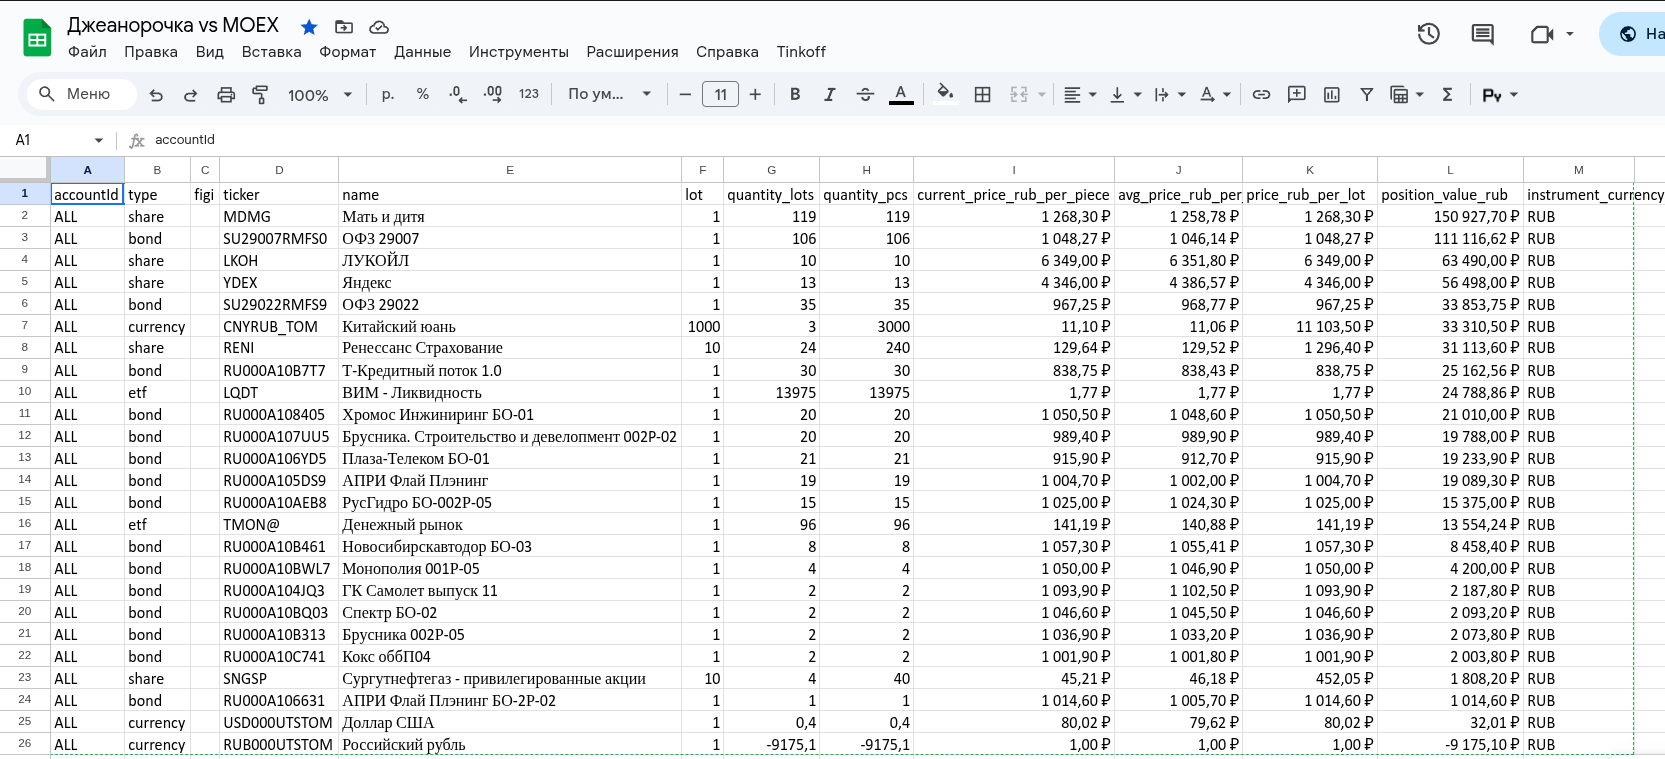 Джеанорочка vs MOEX
Файл Правка Вид Вставка Формат Данные Инструменты Расширения Справка Tinkoff
На
Меню 100% р. % .0 .00 123 По ум... 11 B I A Py
A1 accountId
A B C D E F G H I J K L M
1 accountId type figi ticker name lot quantity_lots quantity_pcs current_price_rub_per_piece avg_price_rub_per_ price_rub_per_lot position_value_rub instrument_currency
2 ALL share MDMG Мать и дитя 1 119 119 1 268,30 ₽ 1 258,78 ₽ 1 268,30 ₽ 150 927,70 ₽ RUB
3 ALL bond SU29007RMFS0 ОФЗ 29007 1 106 106 1 048,27 ₽ 1 046,14 ₽ 1 048,27 ₽ 111 116,62 ₽ RUB
4 ALL share LKOH ЛУКОЙЛ 1 10 10 6 349,00 ₽ 6 351,80 ₽ 6 349,00 ₽ 63 490,00 ₽ RUB
5 ALL share YDEX Яндекс 1 13 13 4 346,00 ₽ 4 386,57 ₽ 4 346,00 ₽ 56 498,00 ₽ RUB
6 ALL bond SU29022RMFS9 ОФЗ 29022 1 35 35 967,25 ₽ 968,77 ₽ 967,25 ₽ 33 853,75 ₽ RUB
7 ALL currency CNYRUB_TOM Китайский юань 1000 3 3000 11,10 ₽ 11,06 ₽ 11 103,50 ₽ 33 310,50 ₽ RUB
8 ALL share RENI Ренессанс Страхование 10 24 240 129,64 ₽ 129,52 ₽ 1 296,40 ₽ 31 113,60 ₽ RUB
9 ALL bond RU000A10B7T7 Т-Кредитный поток 1.0 1 30 30 838,75 ₽ 838,43 ₽ 838,75 ₽ 25 162,56 ₽ RUB
10 ALL etf LQDT ВИМ - Ликвидность 1 13975 13975 1,77 ₽ 1,77 ₽ 1,77 ₽ 24 788,86 ₽ RUB
11 ALL bond RU000A108405 Хромос Инжиниринг БО-01 1 20 20 1 050,50 ₽ 1 048,60 ₽ 1 050,50 ₽ 21 010,00 ₽ RUB
12 ALL bond RU000A107UU5 Брусника. Строительство и девелопмент 002P-02 1 20 20 989,40 ₽ 989,90 ₽ 989,40 ₽ 19 788,00 ₽ RUB
13 ALL bond RU000A106YD5 Плаза-Телеком БО-01 1 21 21 915,90 ₽ 912,70 ₽ 915,90 ₽ 19 233,90 ₽ RUB
14 ALL bond RU000A105DS9 АПРИ Флай Плэнинг 1 19 19 1 004,70 ₽ 1 002,00 ₽ 1 004,70 ₽ 19 089,30 ₽ RUB
15 ALL bond RU000A10AEB8 РусГидро БО-002Р-05 1 15 15 1 025,00 ₽ 1 024,30 ₽ 1 025,00 ₽ 15 375,00 ₽ RUB
16 ALL etf TMON@ Денежный рынок 1 96 96 141,19 ₽ 140,88 ₽ 141,19 ₽ 13 554,24 ₽ RUB
17 ALL bond RU000A10B461 Новосибирскавтодор БО-03 1 8 8 1 057,30 ₽ 1 055,41 ₽ 1 057,30 ₽ 8 458,40 ₽ RUB
18 ALL bond RU000A10BWL7 Монополия 001P-05 1 4 4 1 050,00 ₽ 1 046,90 ₽ 1 050,00 ₽ 4 200,00 ₽ RUB
19 ALL bond RU000A104JQ3 ГК Самолет выпуск 11 1 2 2 1 093,90 ₽ 1 102,50 ₽ 1 093,90 ₽ 2 187,80 ₽ RUB
20 ALL bond RU000A10BQ03 Спектр БО-02 1 2 2 1 046,60 ₽ 1 045,50 ₽ 1 046,60 ₽ 2 093,20 ₽ RUB
21 ALL bond RU000A10B313 Брусника 002Р-05 1 2 2 1 036,90 ₽ 1 033,20 ₽ 1 036,90 ₽ 2 073,80 ₽ RUB
22 ALL bond RU000A10C741 Кокс оббП04 1 2 2 1 001,90 ₽ 1 001,80 ₽ 1 001,90 ₽ 2 003,80 ₽ RUB
23 ALL share SNGSP Сургутнефтегаз - привилегированные акции 10 4 40 45,21 ₽ 46,18 ₽ 452,05 ₽ 1 808,20 ₽ RUB
24 ALL bond RU000A106631 АПРИ Флай Плэнинг БО-2Р-02 1 1 1 1 014,60 ₽ 1 005,70 ₽ 1 014,60 ₽ 1 014,60 ₽ RUB
25 ALL currency USD000UTSTOM Доллар США 1 0,4 0,4 80,02 ₽ 79,62 ₽ 80,02 ₽ 32,01 ₽ RUB
26 ALL currency RUB000UTSTOM Российский рубль 1 -9175,1 -9175,1 1,00 ₽ 1,00 ₽ 1,00 ₽ -9 175,10 ₽ RUB